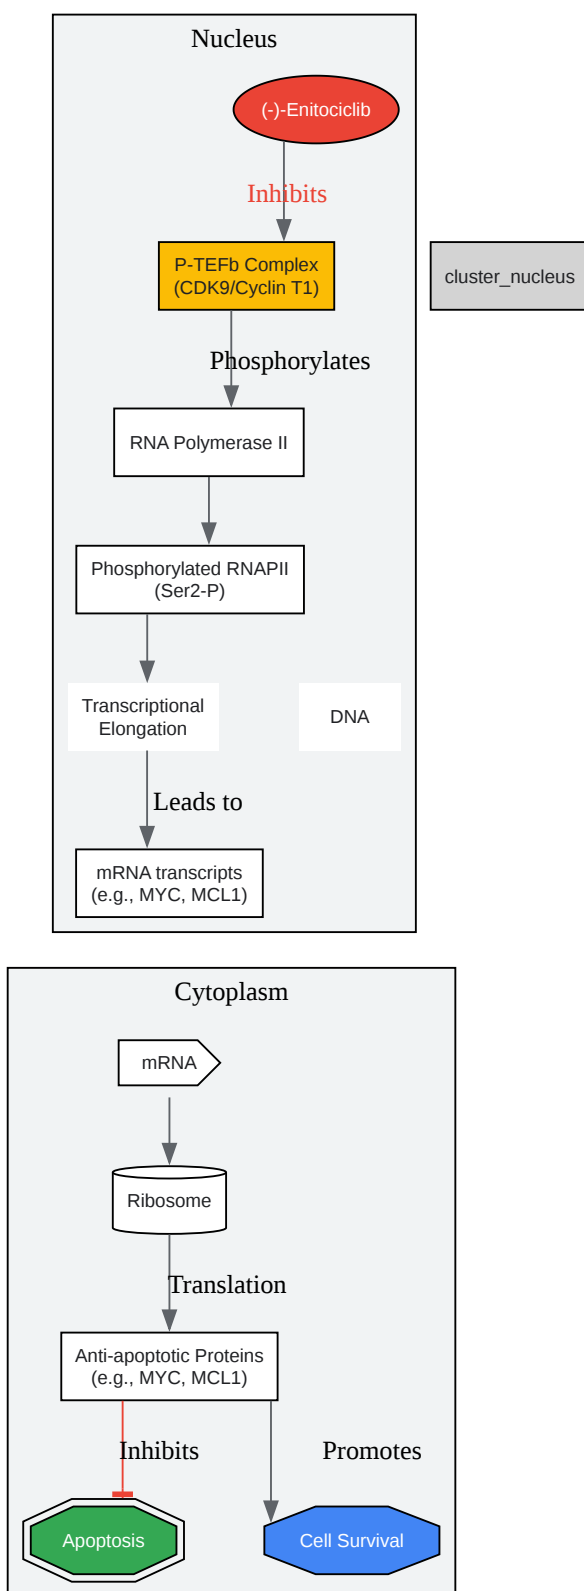 Nucleus
(-)-Enitociclib
Inhibits
P-TEFb Complex
(CDK9/Cyclin T1)
cluster_nucleus
Phosphorylates
RNA Polymerase II
Phosphorylated RNAPII
(Ser2-P)
Transcriptional
Elongation
DNA
Leads to
mRNA transcripts
(e.g., MYC, MCL1)
Cytoplasm
mRNA
Ribosome
Translation
Anti-apoptotic Proteins
(e.g., MYC, MCL1)
Inhibits
Promotes
Apoptosis
Cell Survival